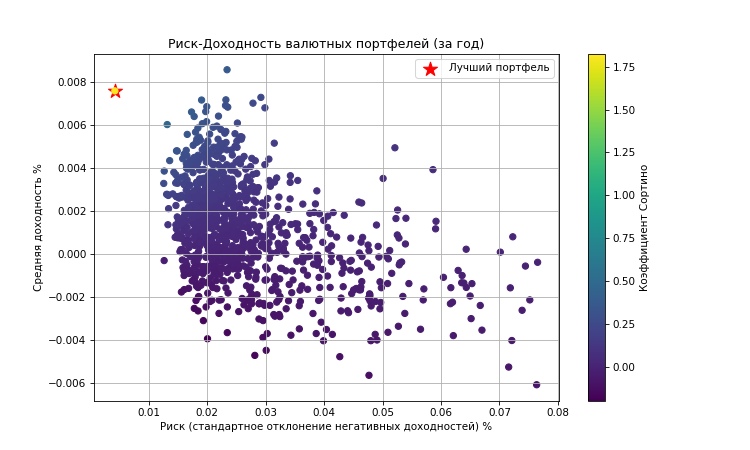 Риск-Доходность валютных портфелей (за год)
Лучший портфель
0.008
0.006
0.004
0.002
0.000
−0.002
−0.004
−0.006
Средняя доходность %
0.01 0.02 0.03 0.04 0.05 0.06 0.07 0.08
Риск (стандартное отклонение негативных доходностей) %
1.75
1.50
1.25
1.00
0.75
0.50
0.25
0.00
Коэффициент Сортино